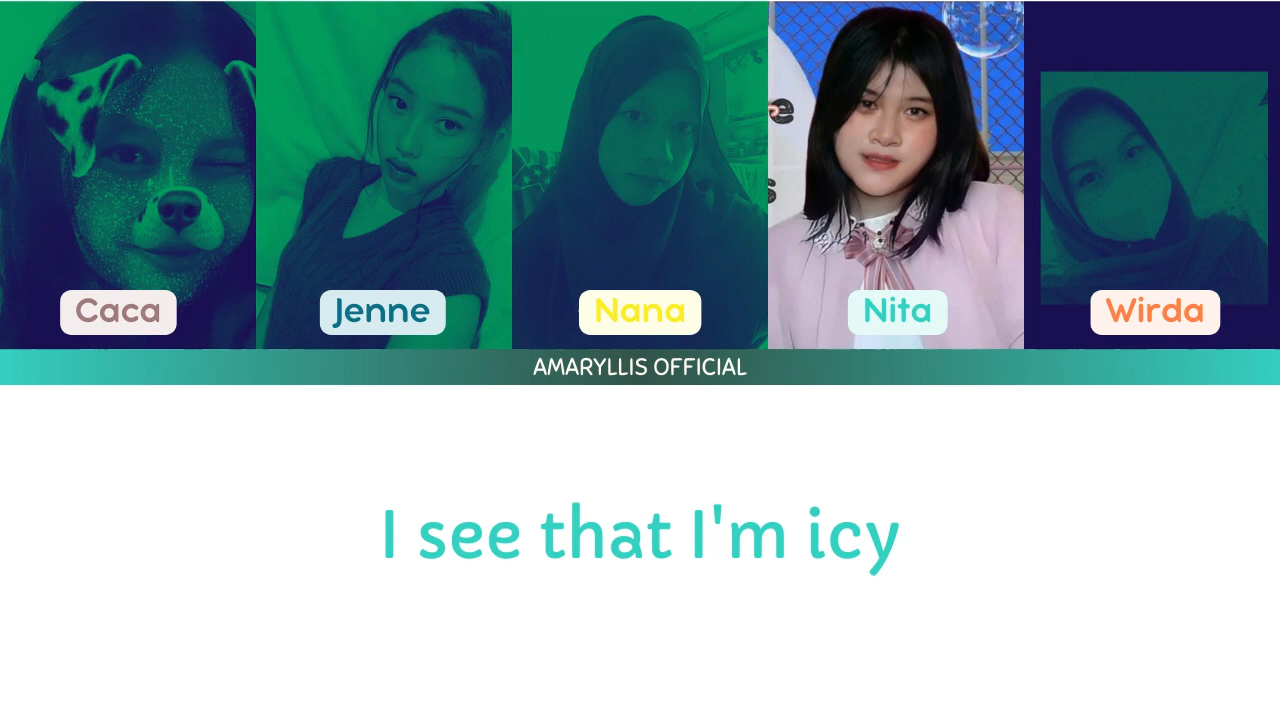 Caca
Jenne
Nana
Nita
Wirda
AMARYLLIS OFFICIAL
I see that I'm icy